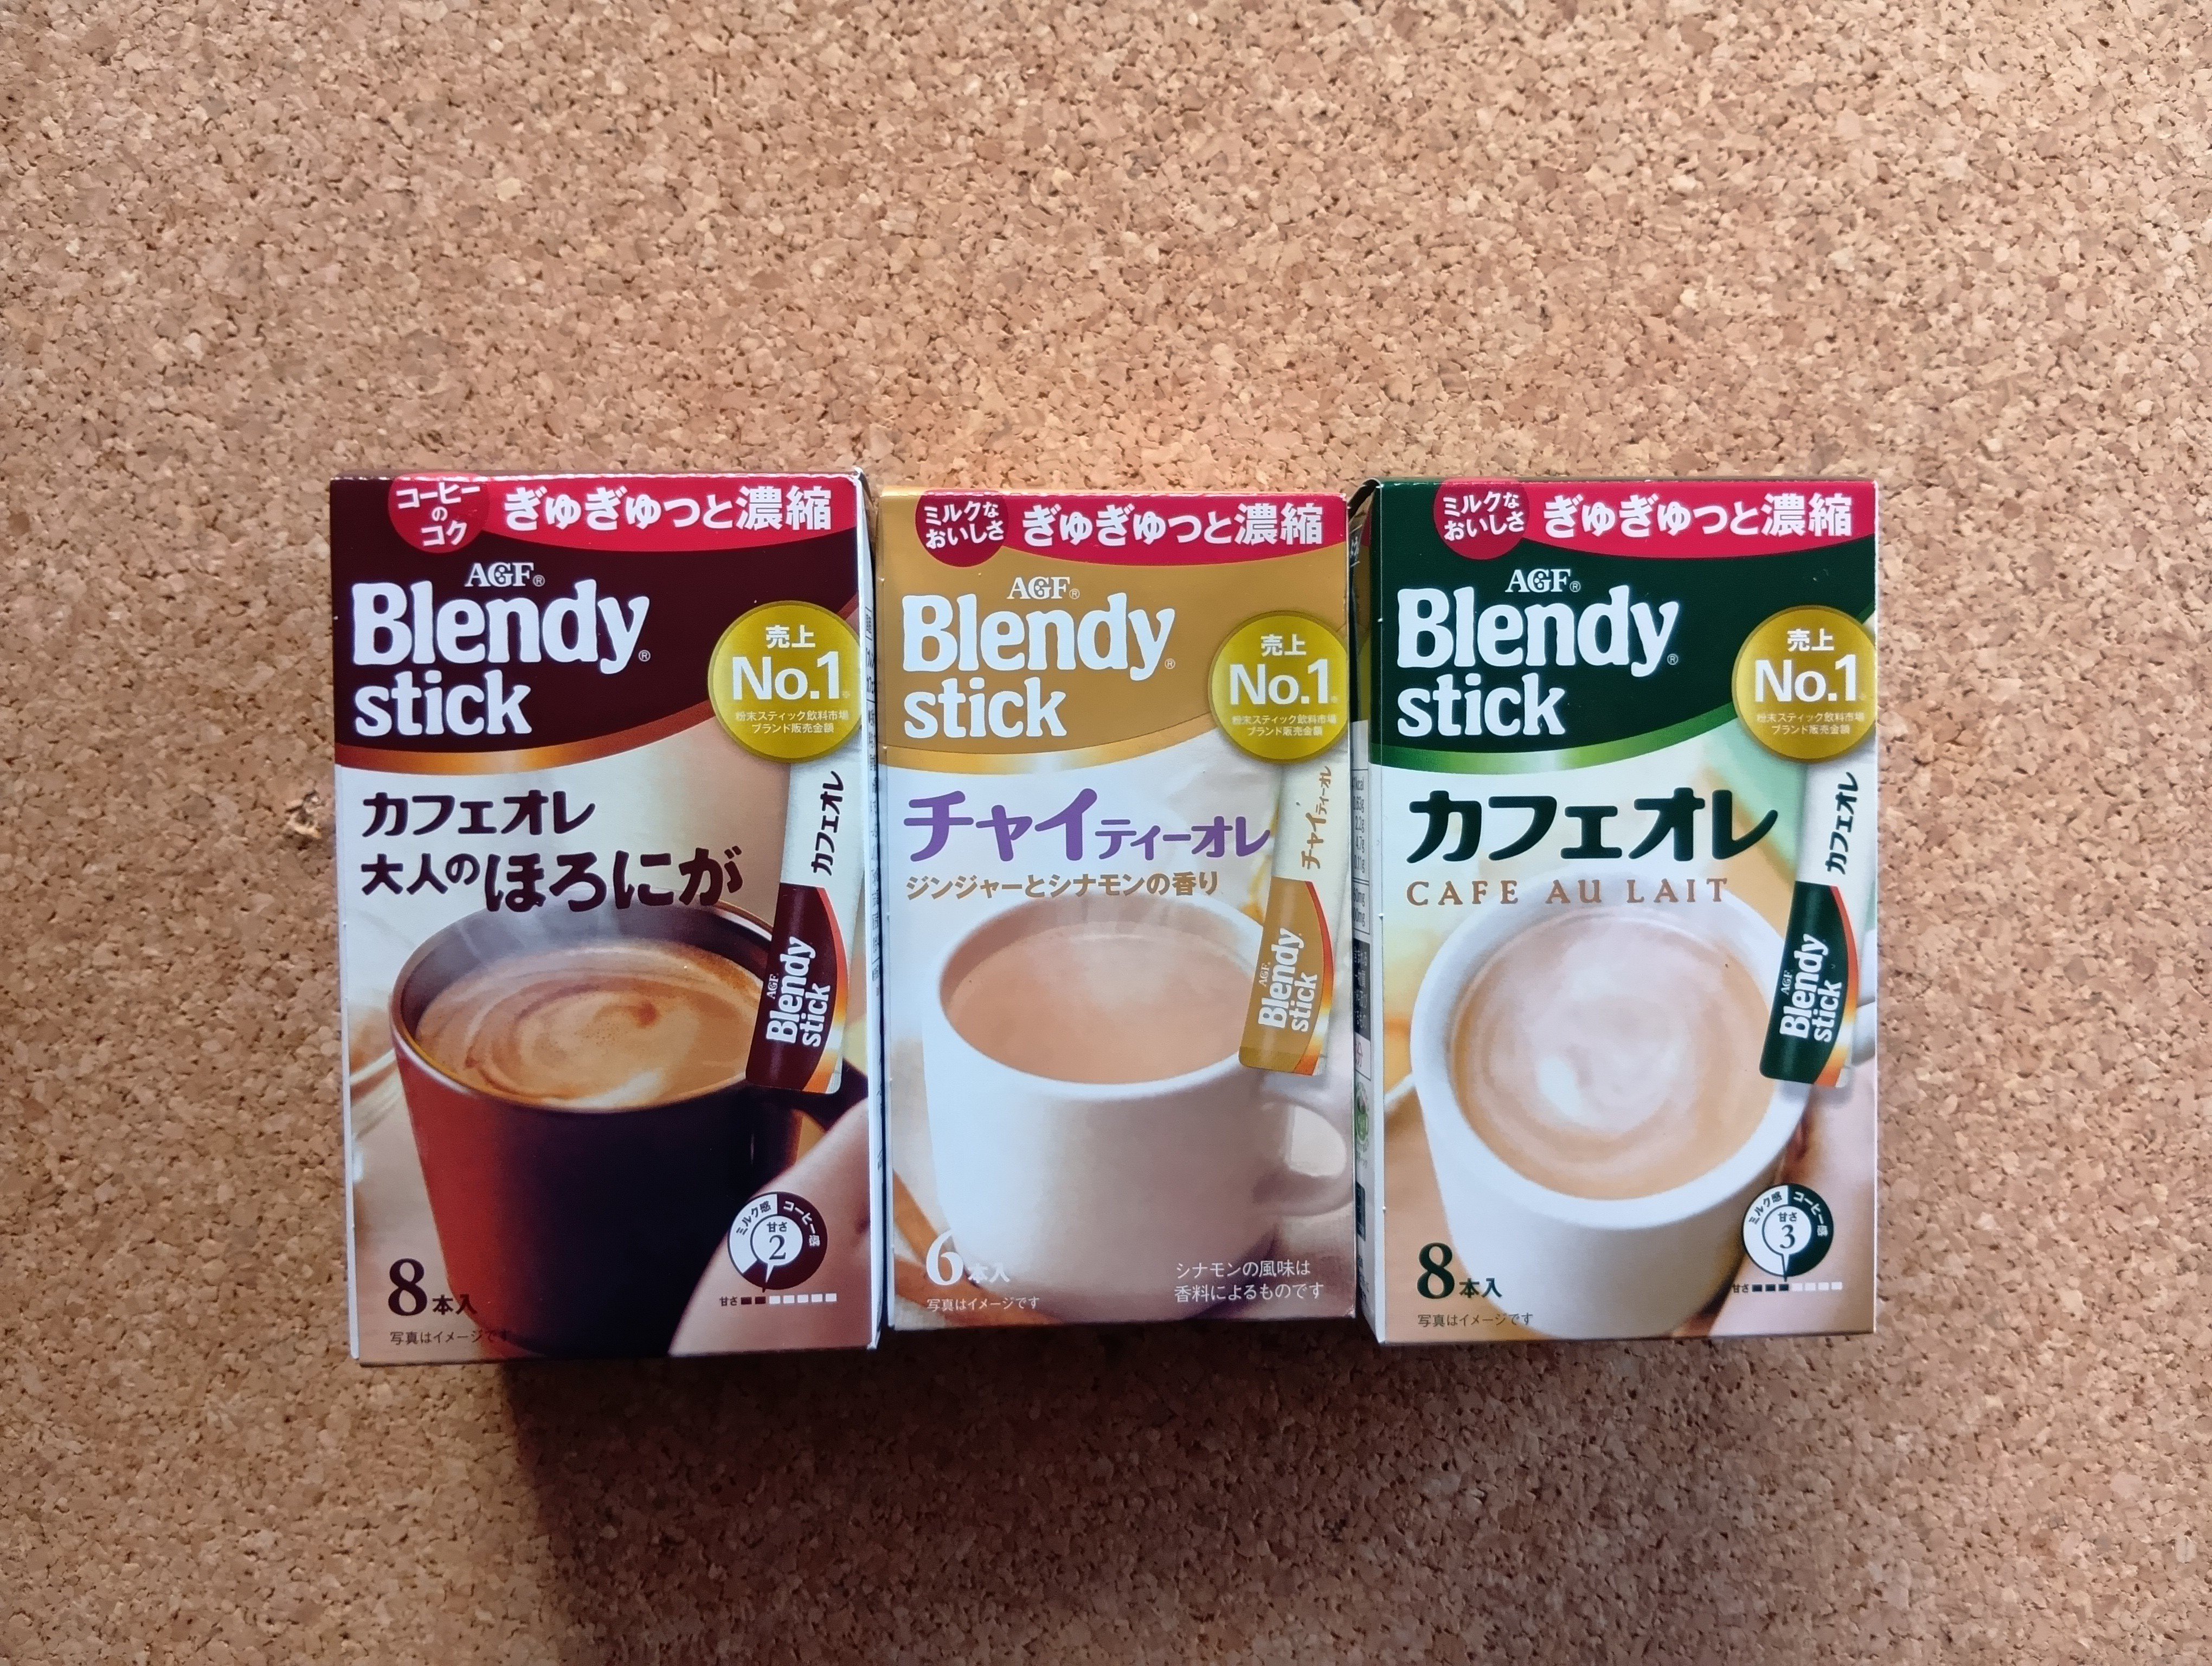 コーヒー
の
コク
ぎゅぎゅっと濃縮
AGF®
Blendy®
stick
売上
No.1
粉末スティック飲料市場
ブランド販売金額
カフェオレ
大人のほろにが
カフェオレ
AGF
Blendy
stick
ミルク感 コーヒー感
甘さ
2
甘さ
8本入
写真はイメージです
ミルクな
おいしさ
ぎゅぎゅっと濃縮
AGF®
Blendy®
stick
売上
No.1
粉末スティック飲料市場
ブランド販売金額
チャイティーオレ
ジンジャーとシナモンの香り
チャイティーオレ
AGF
Blendy
stick
6本入
写真はイメージです
シナモンの風味は
香料によるものです
ミルクな
おいしさ
ぎゅぎゅっと濃縮
AGF®
Blendy®
stick
売上
No.1
粉末スティック飲料市場
ブランド販売金額
カフェオレ
CAFE AU LAIT
カフェオレ
AGF
Blendy
stick
ミルク感 コーヒー感
甘さ
3
甘さ
8本入
写真はイメージです